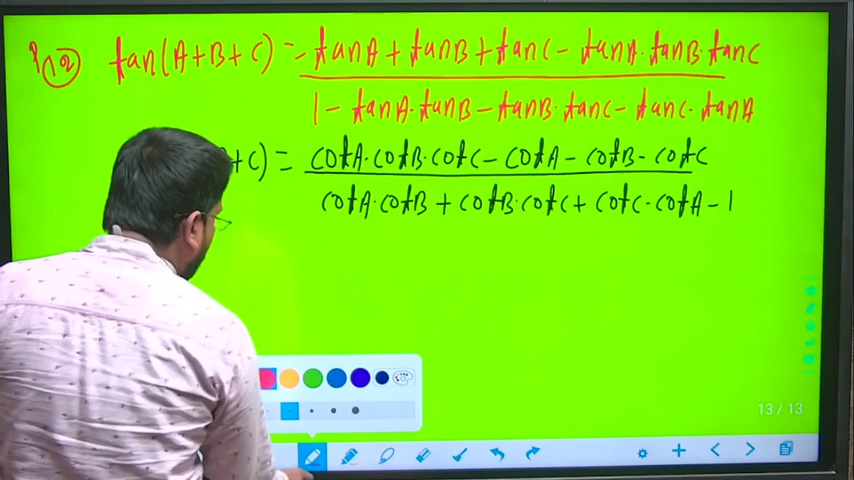 (12) tan(A+B+C) = tanA + tanB + tanC - tanA·tanB·tanC
1 - tanA·tanB - tanB·tanC - tanC·tanA
+C) = cotA·cotB·cotC - cotA - cotB - cotC
cotA·cotB + cotB·cotC + cotC·cotA - 1
13/13